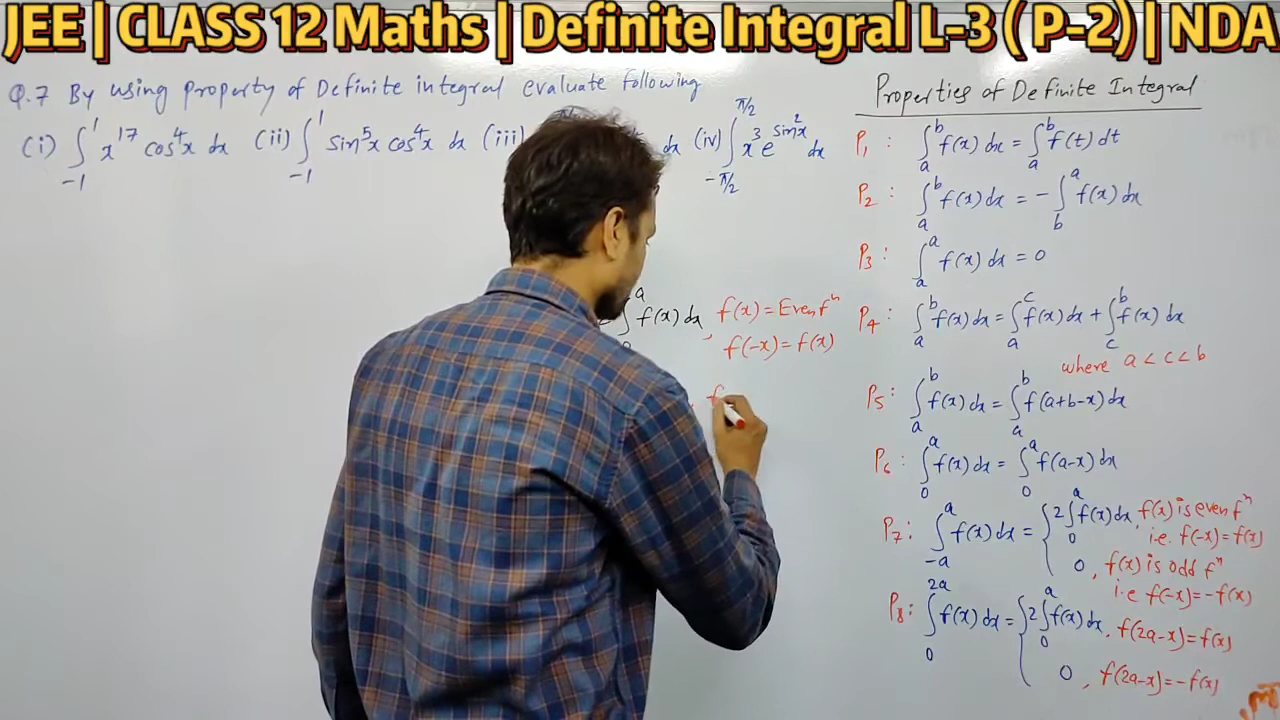 JEE | CLASS 12 Maths | Definite Integral L-3 ( P-2) | NDA
Q.7 By using property of Definite integral evaluate following
(i) ∫_{-1}^{1} x^{17} cos^4 x dx (ii) ∫_{-1}^{1} sin^5 x cos^4 x dx (iii) dx (iv) ∫_{-π/2}^{π/2} x^3 e^{sin^2 x} dx
∫_0^a f(x) dx, f(x) = Even f^n
f(-x) = f(x)
Properties of Definite Integral
P1 : ∫_a^b f(x) dx = ∫_a^b f(t) dt
P2 : ∫_a^b f(x) dx = - ∫_b^a f(x) dx
P3 : ∫_a^a f(x) dx = 0
P4 : ∫_a^b f(x) dx = ∫_a^c f(x) dx + ∫_c^b f(x) dx
where a < c < b
P5 : ∫_a^b f(x) dx = ∫_a^b f(a+b-x) dx
P6 : ∫_0^a f(x) dx = ∫_0^a f(a-x) dx
P7 : ∫_{-a}^a f(x) dx = { 2∫_0^a f(x) dx, f(x) is even f^n
i.e. f(-x) = f(x)
0 , f(x) is odd f^n
i.e f(-x) = -f(x)
P8 : ∫_0^{2a} f(x) dx = { 2∫_0^a f(x) dx, f(2a-x) = f(x)
0 , f(2a-x) = -f(x)